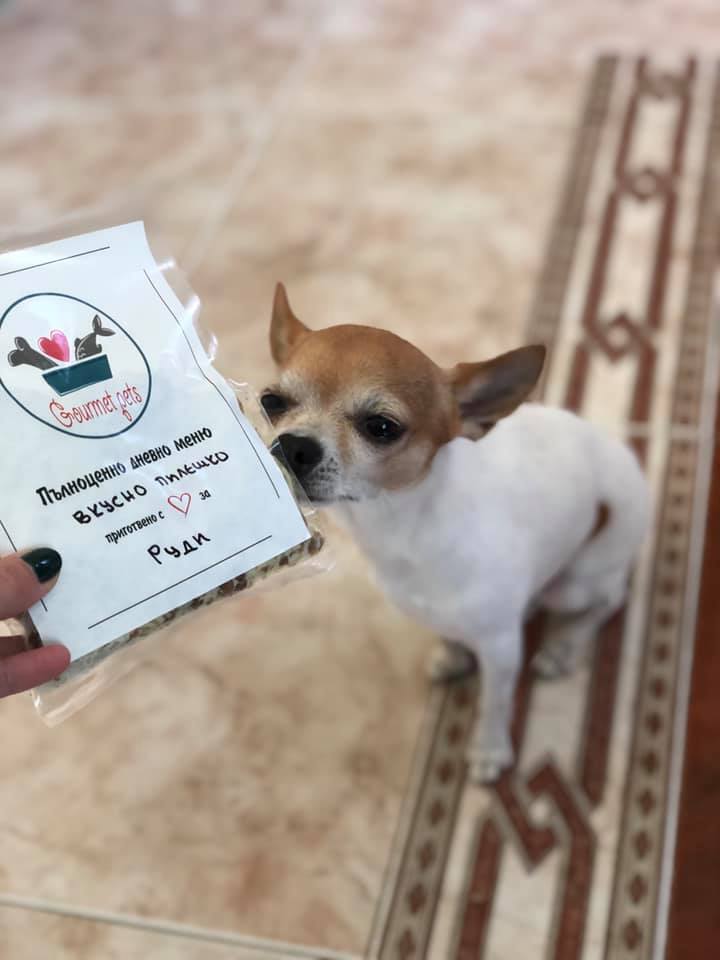 Gourmet pets
Пълноценно дневно меню
Вкусно пилешко
приготвено с за
Руди